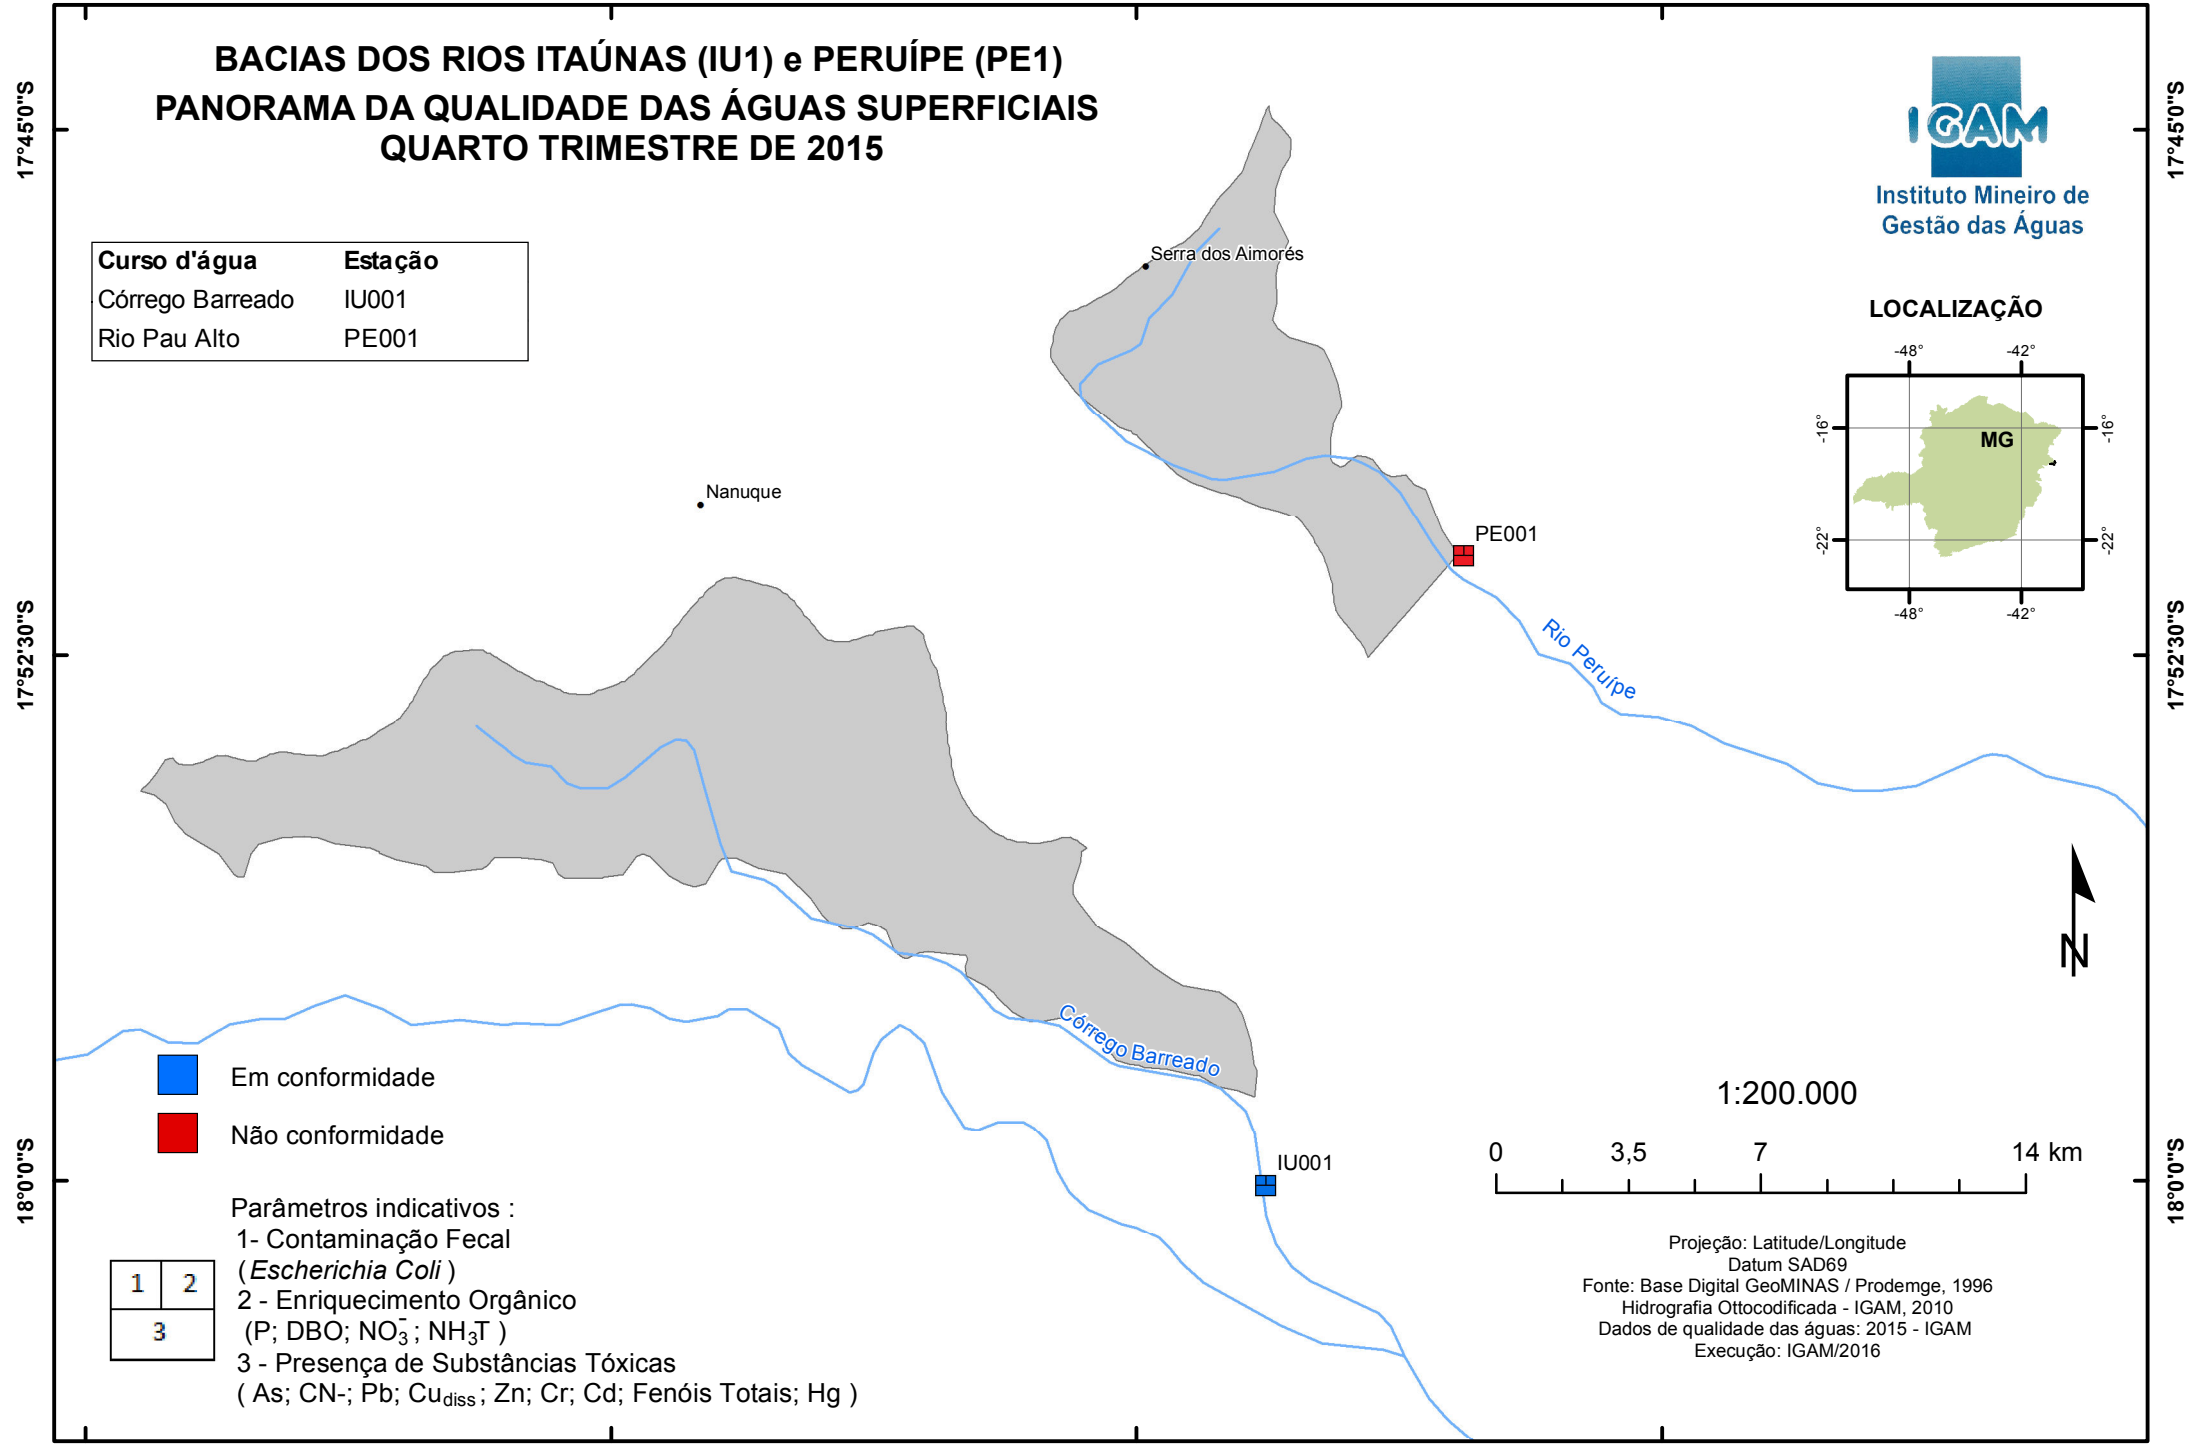 BACIAS DOS RIOS ITAÚNAS (IU1) e PERUÍPE (PE1)
PANORAMA DA QUALIDADE DAS ÁGUAS SUPERFICIAIS
QUARTO TRIMESTRE DE 2015
17°45'0"S
17°45'0"S
IGAM
Instituto Mineiro de
Gestão das Águas
Curso d'água Estação
Córrego Barreado IU001
Rio Pau Alto PE001
Serra dos Aimorés
LOCALIZAÇÃO
-48° -42°
-16° -16°
MG
-22° -22°
-48° -42°
Nanuque
PE001
17°52'30"S
17°52'30"S
Rio Peruípe
N
Córrego Barreado
Em conformidade
Não conformidade
1:200.000
0 3,5 7 14 km
IU001
18°0'0"S
18°0'0"S
Parâmetros indicativos :
1- Contaminação Fecal
(Escherichia Coli )
2 - Enriquecimento Orgânico
(P; DBO; NO₃⁻; NH₃T )
3 - Presença de Substâncias Tóxicas
( As; CN-; Pb; Cudiss; Zn; Cr; Cd; Fenóis Totais; Hg )
1 2
3
Projeção: Latitude/Longitude
Datum SAD69
Fonte: Base Digital GeoMINAS / Prodemge, 1996
Hidrografia Ottocodificada - IGAM, 2010
Dados de qualidade das águas: 2015 - IGAM
Execução: IGAM/2016